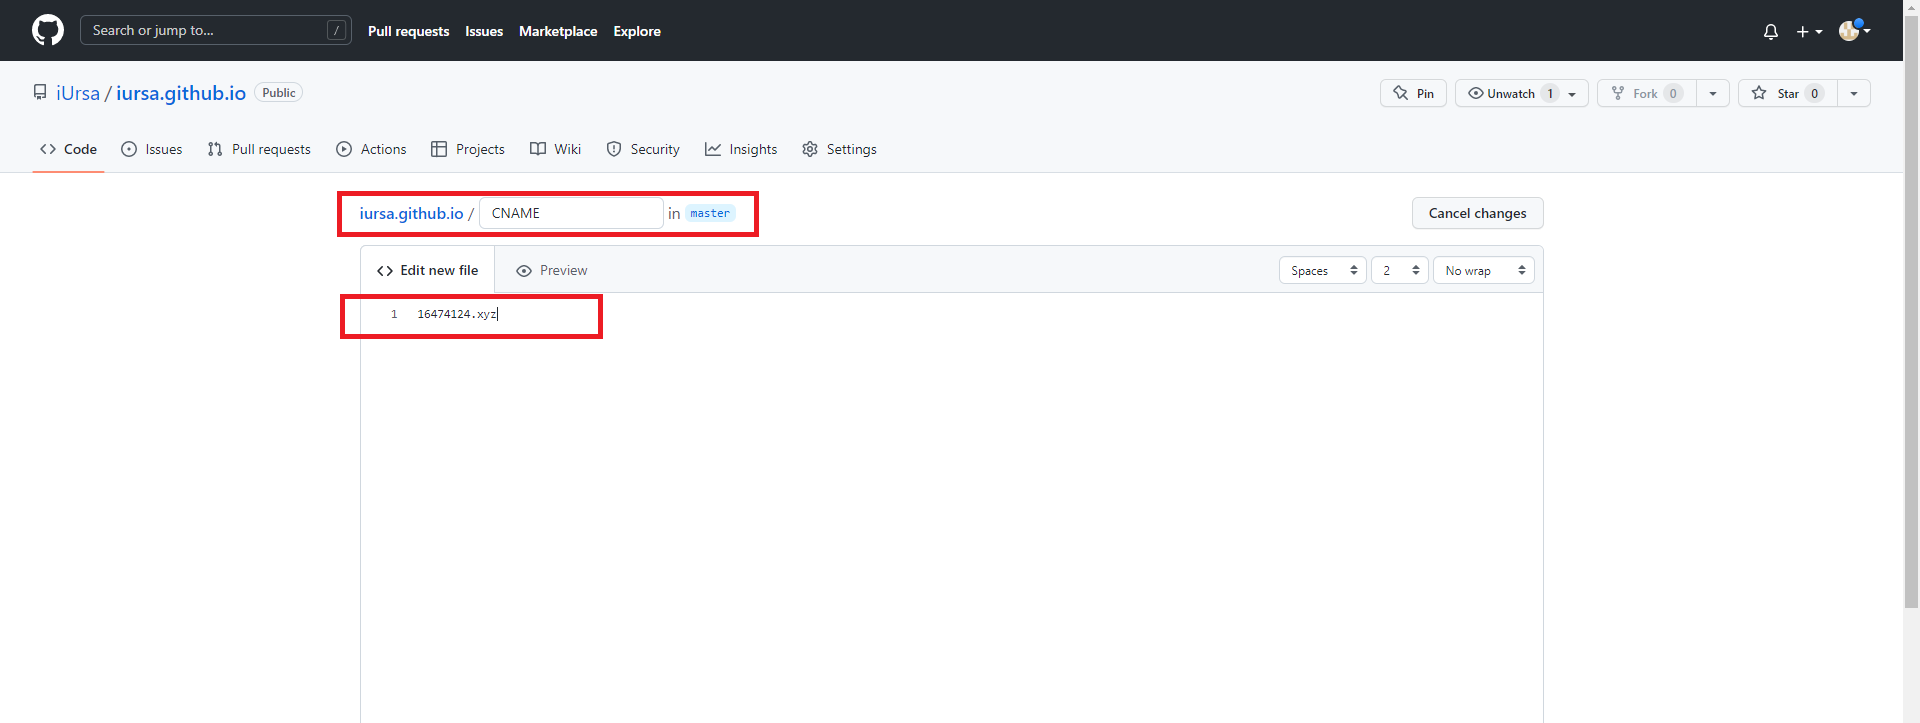 Search or jump to... / Pull requests Issues Marketplace Explore
iUrsa / iursa.github.io Public Pin Unwatch 1 Fork 0 Star 0
Code Issues Pull requests Actions Projects Wiki Security Insights Settings
iursa.github.io / CNAME in master Cancel changes
Edit new file Preview Spaces 2 No wrap
1 16474124.xyz